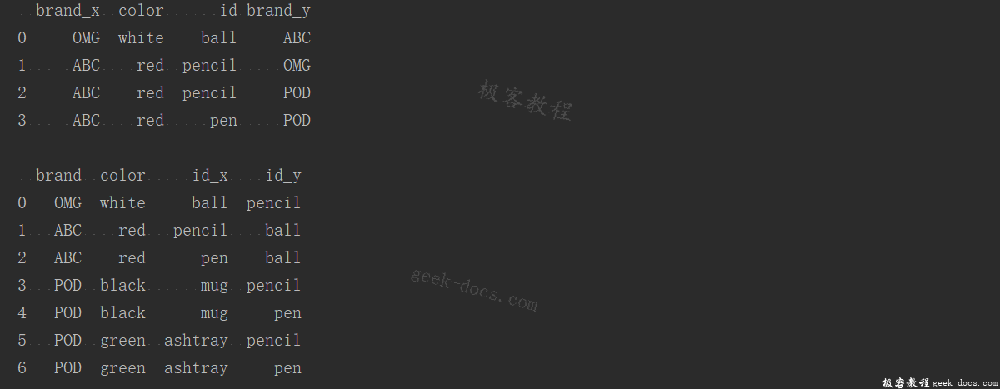 brand_x color id brand_y
0 OMG white ball ABC
1 ABC red pencil OMG
2 ABC red pencil POD
3 ABC red pen POD
------------
brand color id_x id_y
0 OMG white ball pencil
1 ABC red pencil ball
2 ABC red pen ball
3 POD black mug pencil
4 POD black mug pen
5 POD green ashtray pencil
6 POD green ashtray pen
极客教程
geek-docs.com
极客教程 geek-docs.com